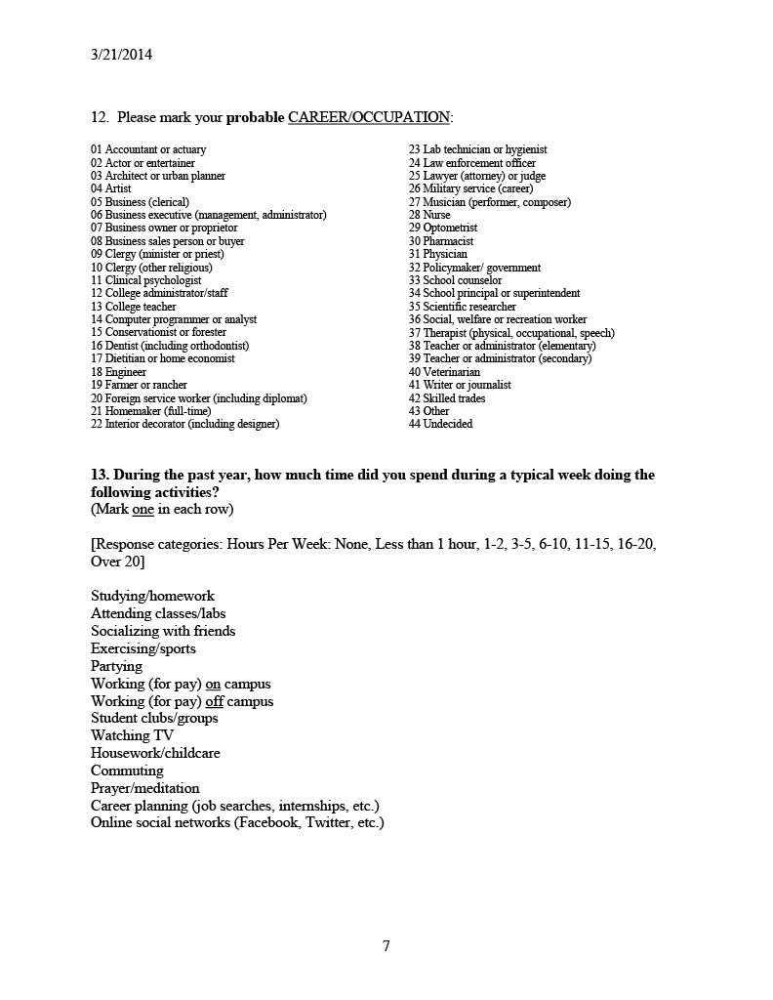 3/21/2014
12. Please mark your probable CAREER/OCCUPATION:
01 Accountant or actuary
02 Actor or entertainer
03 Architect or urban planner
04 Artist
05 Business (clerical)
06 Business executive (management, administrator)
07 Business owner or proprietor
08 Business sales person or buyer
09 Clergy (minister or priest)
10 Clergy (other religious)
11 Clinical psychologist
12 College administrator/staff
13 College teacher
14 Computer programmer or analyst
15 Conservationist or forester
16 Dentist (including orthodontist)
17 Dietitian or home economist
18 Engineer
19 Farmer or rancher
20 Foreign service worker (including diplomat)
21 Homemaker (full-time)
22 Interior decorator (including designer)
23 Lab technician or hygienist
24 Law enforcement officer
25 Lawyer (attorney) or judge
26 Military service (career)
27 Musician (performer, composer)
28 Nurse
29 Optometrist
30 Pharmacist
31 Physician
32 Policymaker/ government
33 School counselor
34 School principal or superintendent
35 Scientific researcher
36 Social, welfare or recreation worker
37 Therapist (physical, occupational, speech)
38 Teacher or administrator (elementary)
39 Teacher or administrator (secondary)
40 Veterinarian
41 Writer or journalist
42 Skilled trades
43 Other
44 Undecided
13. During the past year, how much time did you spend during a typical week doing the
following activities?
(Mark one in each row)
[Response categories: Hours Per Week: None, Less than 1 hour, 1-2, 3-5, 6-10, 11-15, 16-20,
Over 20]
Studying/homework
Attending classes/labs
Socializing with friends
Exercising/sports
Partying
Working (for pay) on campus
Working (for pay) off campus
Student clubs/groups
Watching TV
Housework/childcare
Commuting
Prayer/meditation
Career planning (job searches, internships, etc.)
Online social networks (Facebook, Twitter, etc.)
7